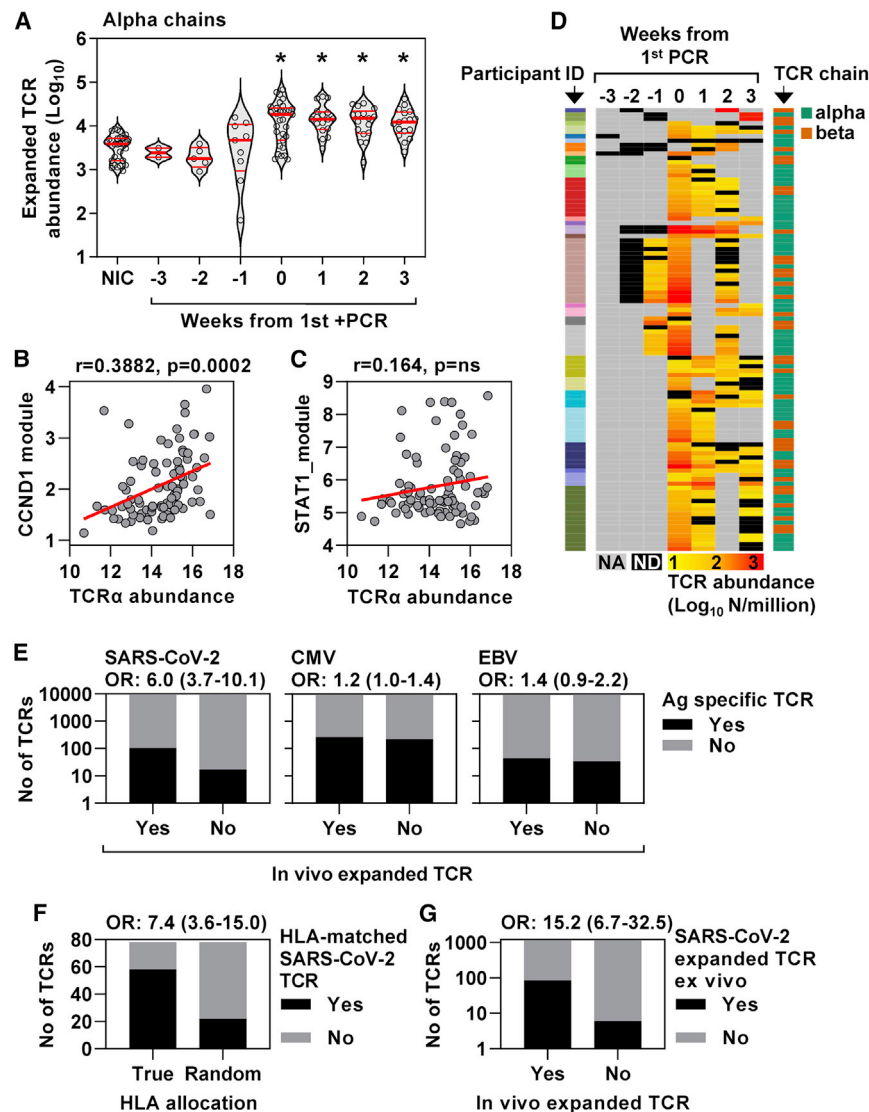 A Alpha chains
Expanded TCR
abundance (Log10)
6
5
4
3
2
1
*
*
*
*
NIC -3 -2 -1 0 1 2 3
Weeks from 1st +PCR
B
r=0.3882, p=0.0002
CCND1 module
4
3
2
1
10 12 14 16 18
TCRα abundance
C
r=0.164, p=ns
STAT1_module
9
8
7
6
5
4
10 12 14 16 18
TCRα abundance
D
Weeks from
1st PCR
Participant ID
-3 -2 -1 0 1 2 3
TCR chain
alpha
beta
NA ND 1 2 3
TCR abundance
(Log10 N/million)
E
SARS-CoV-2
OR: 6.0 (3.7-10.1)
CMV
OR: 1.2 (1.0-1.4)
EBV
OR: 1.4 (0.9-2.2)
No of TCRs
10000
1000
100
10
1
Yes No
Yes No
Yes No
In vivo expanded TCR
Ag specific TCR
Yes
No
F
OR: 7.4 (3.6-15.0)
No of TCRs
80
60
40
20
0
True Random
HLA allocation
HLA-matched
SARS-CoV-2
TCR
Yes
No
G
OR: 15.2 (6.7-32.5)
No of TCRs
1000
100
10
1
Yes No
In vivo expanded TCR
SARS-CoV-2
expanded TCR
ex vivo
Yes
No